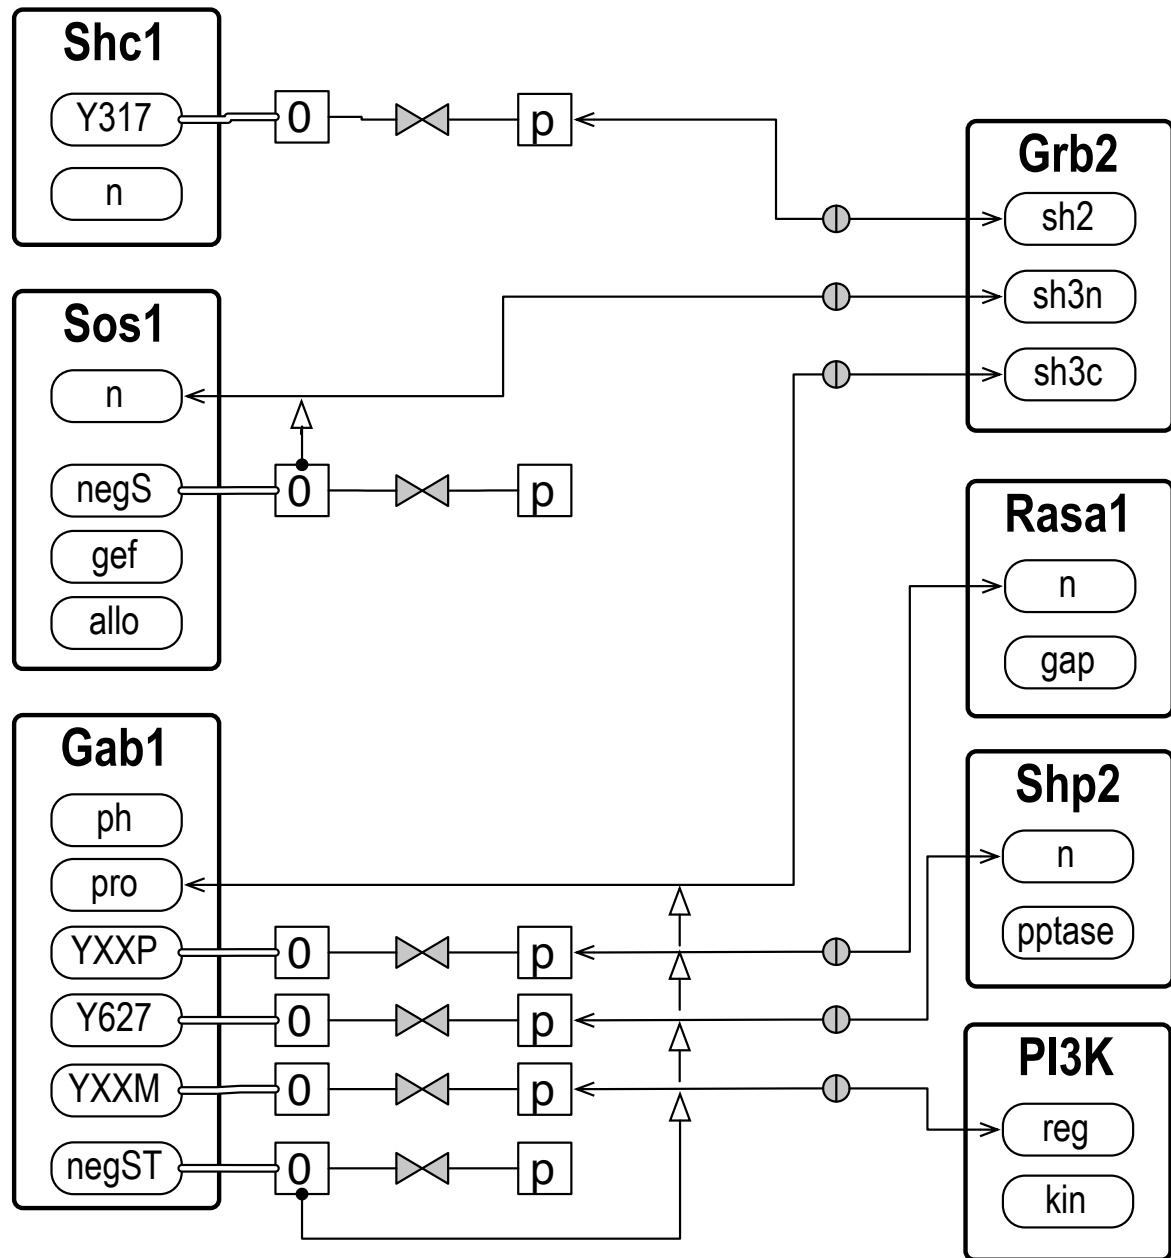 Shc1
Y317 0 p
n
Grb2
sh2
sh3n
sh3c
Sos1
n
negS 0 p
gef
allo
Rasa1
n
gap
Gab1
ph
pro
YXXP 0 p
Y627 0 p
YXXM 0 p
negST 0 p
Shp2
n
pptase
PI3K
reg
kin